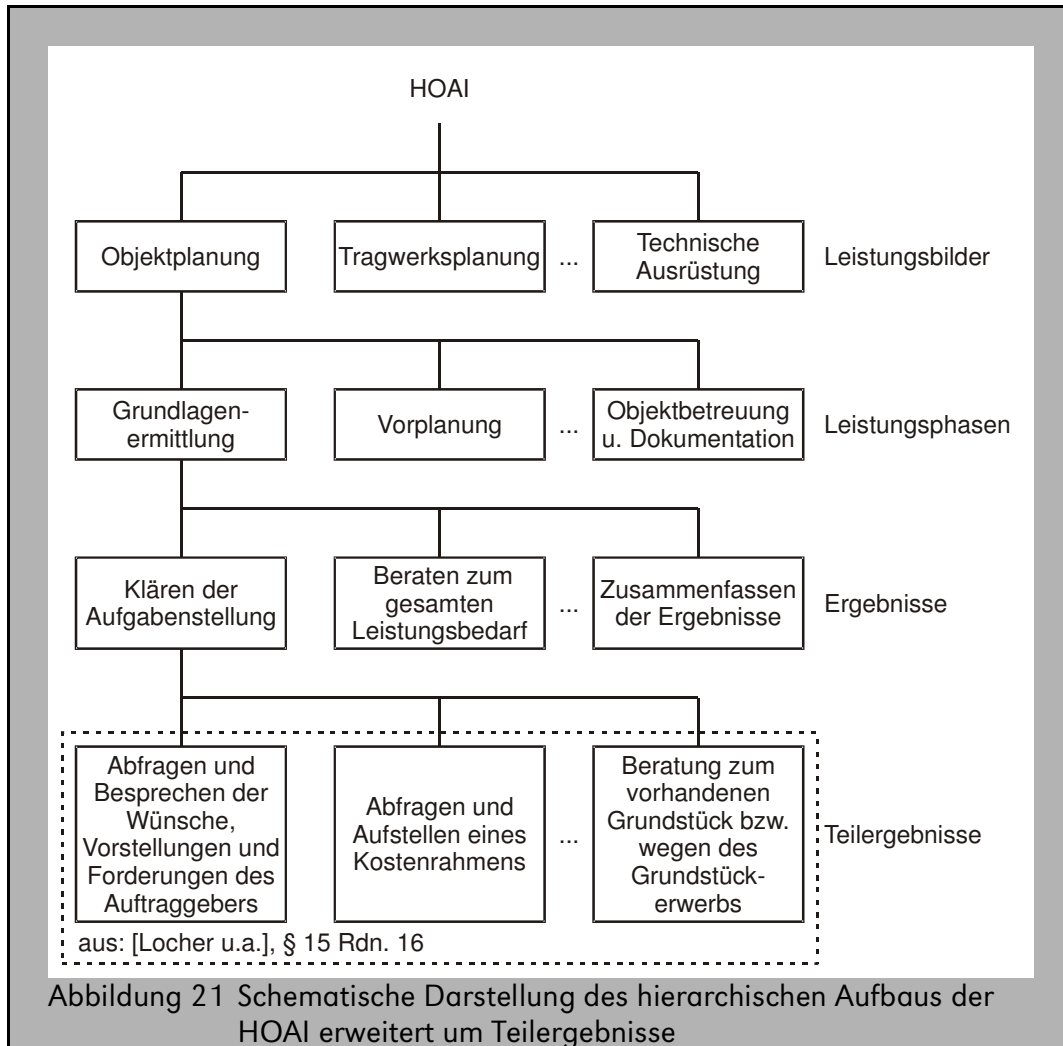 HOAI
Objektplanung
Tragwerksplanung
...
Technische
Ausrüstung
Leistungsbilder
Grundlagen-
ermittlung
Vorplanung
...
Objektbetreuung
u. Dokumentation
Leistungsphasen
Klären der
Aufgabenstellung
Beraten zum
gesamten
Leistungsbedarf
...
Zusammenfassen
der Ergebnisse
Ergebnisse
Abfragen und
Besprechen der
Wünsche,
Vorstellungen und
Forderungen des
Auftraggebers
Abfragen und
Aufstellen eines
Kostenrahmens
...
Beratung zum
vorhandenen
Grundstück bzw.
wegen des
Grundstück-
erwerbs
Teilergebnisse
aus: [Locher u.a.], § 15 Rdn. 16
Abbildung 21 Schematische Darstellung des hierarchischen Aufbaus der
HOAI erweitert um Teilergebnisse